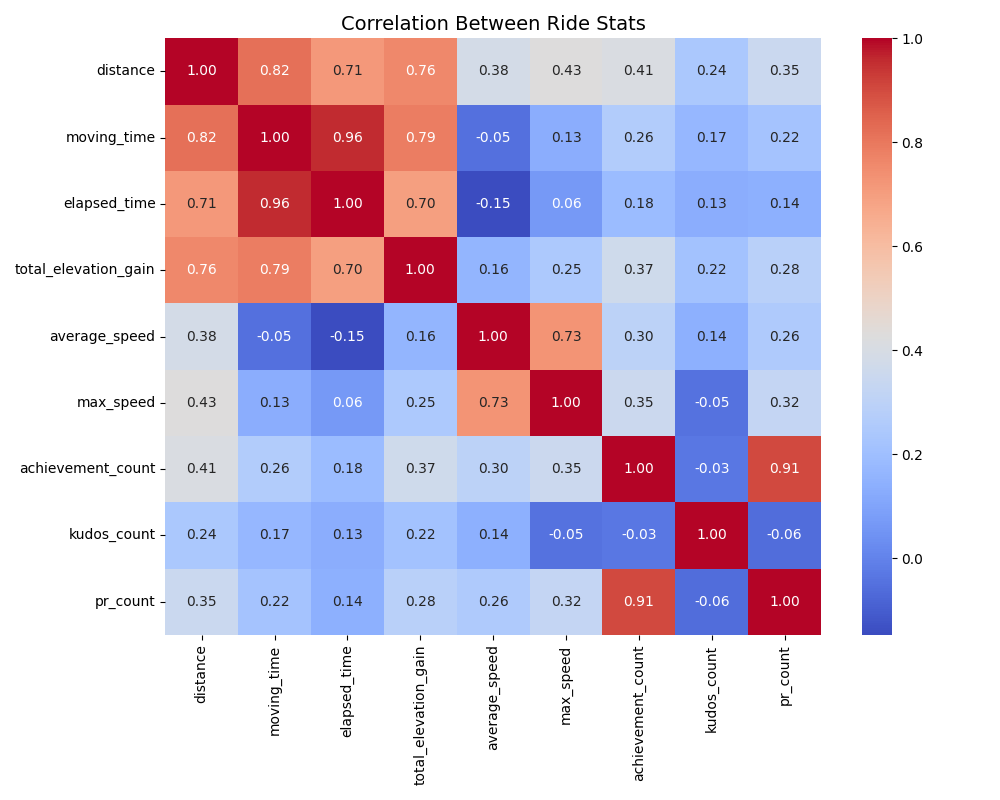 Correlation Between Ride Stats
distance 1.00 0.82 0.71 0.76 0.38 0.43 0.41 0.24 0.35
moving_time 0.82 1.00 0.96 0.79 -0.05 0.13 0.26 0.17 0.22
elapsed_time 0.71 0.96 1.00 0.70 -0.15 0.06 0.18 0.13 0.14
total_elevation_gain 0.76 0.79 0.70 1.00 0.16 0.25 0.37 0.22 0.28
average_speed 0.38 -0.05 -0.15 0.16 1.00 0.73 0.30 0.14 0.26
max_speed 0.43 0.13 0.06 0.25 0.73 1.00 0.35 -0.05 0.32
achievement_count 0.41 0.26 0.18 0.37 0.30 0.35 1.00 -0.03 0.91
kudos_count 0.24 0.17 0.13 0.22 0.14 -0.05 -0.03 1.00 -0.06
pr_count 0.35 0.22 0.14 0.28 0.26 0.32 0.91 -0.06 1.00
distance
moving_time
elapsed_time
total_elevation_gain
average_speed
max_speed
achievement_count
kudos_count
pr_count
1.0
0.8
0.6
0.4
0.2
0.0